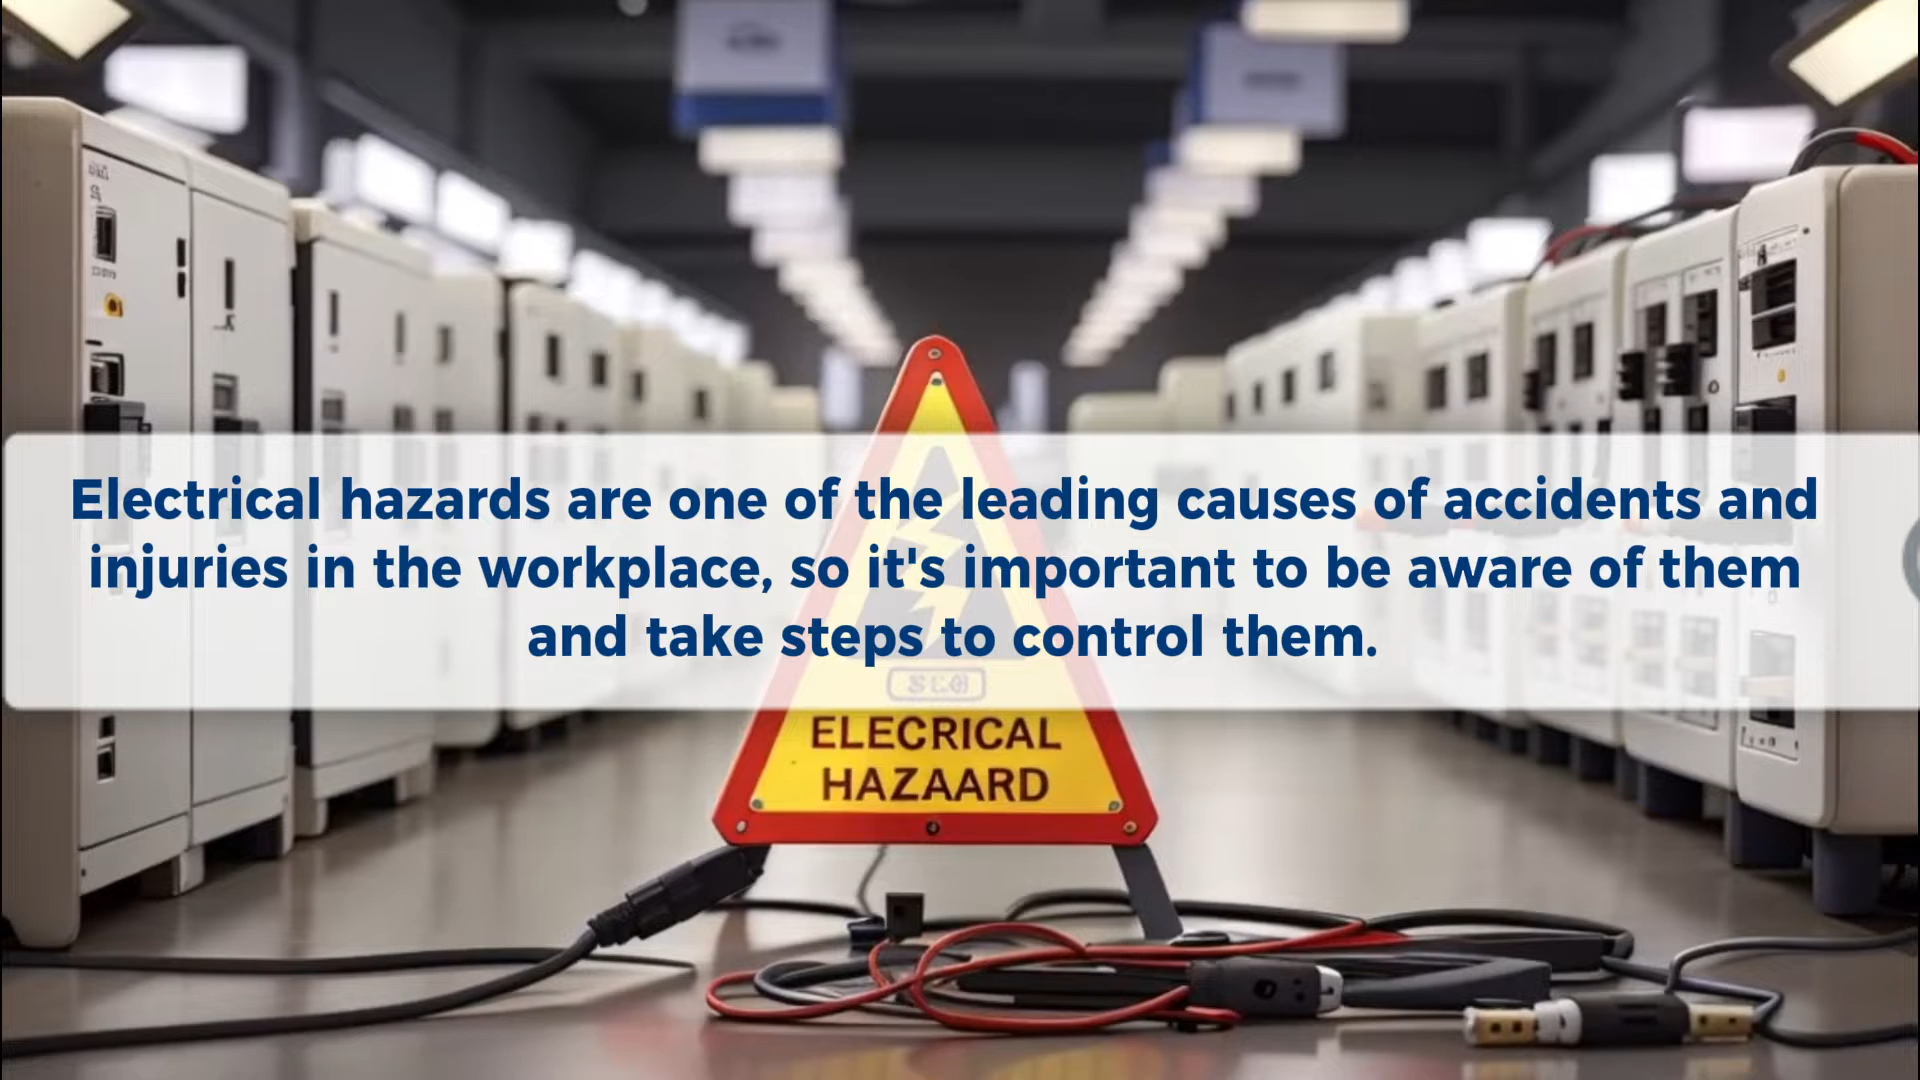 Electrical hazards are one of the leading causes of accidents and
injuries in the workplace, so it's important to be aware of them
and take steps to control them.
ELECRICAL
HAZAARD